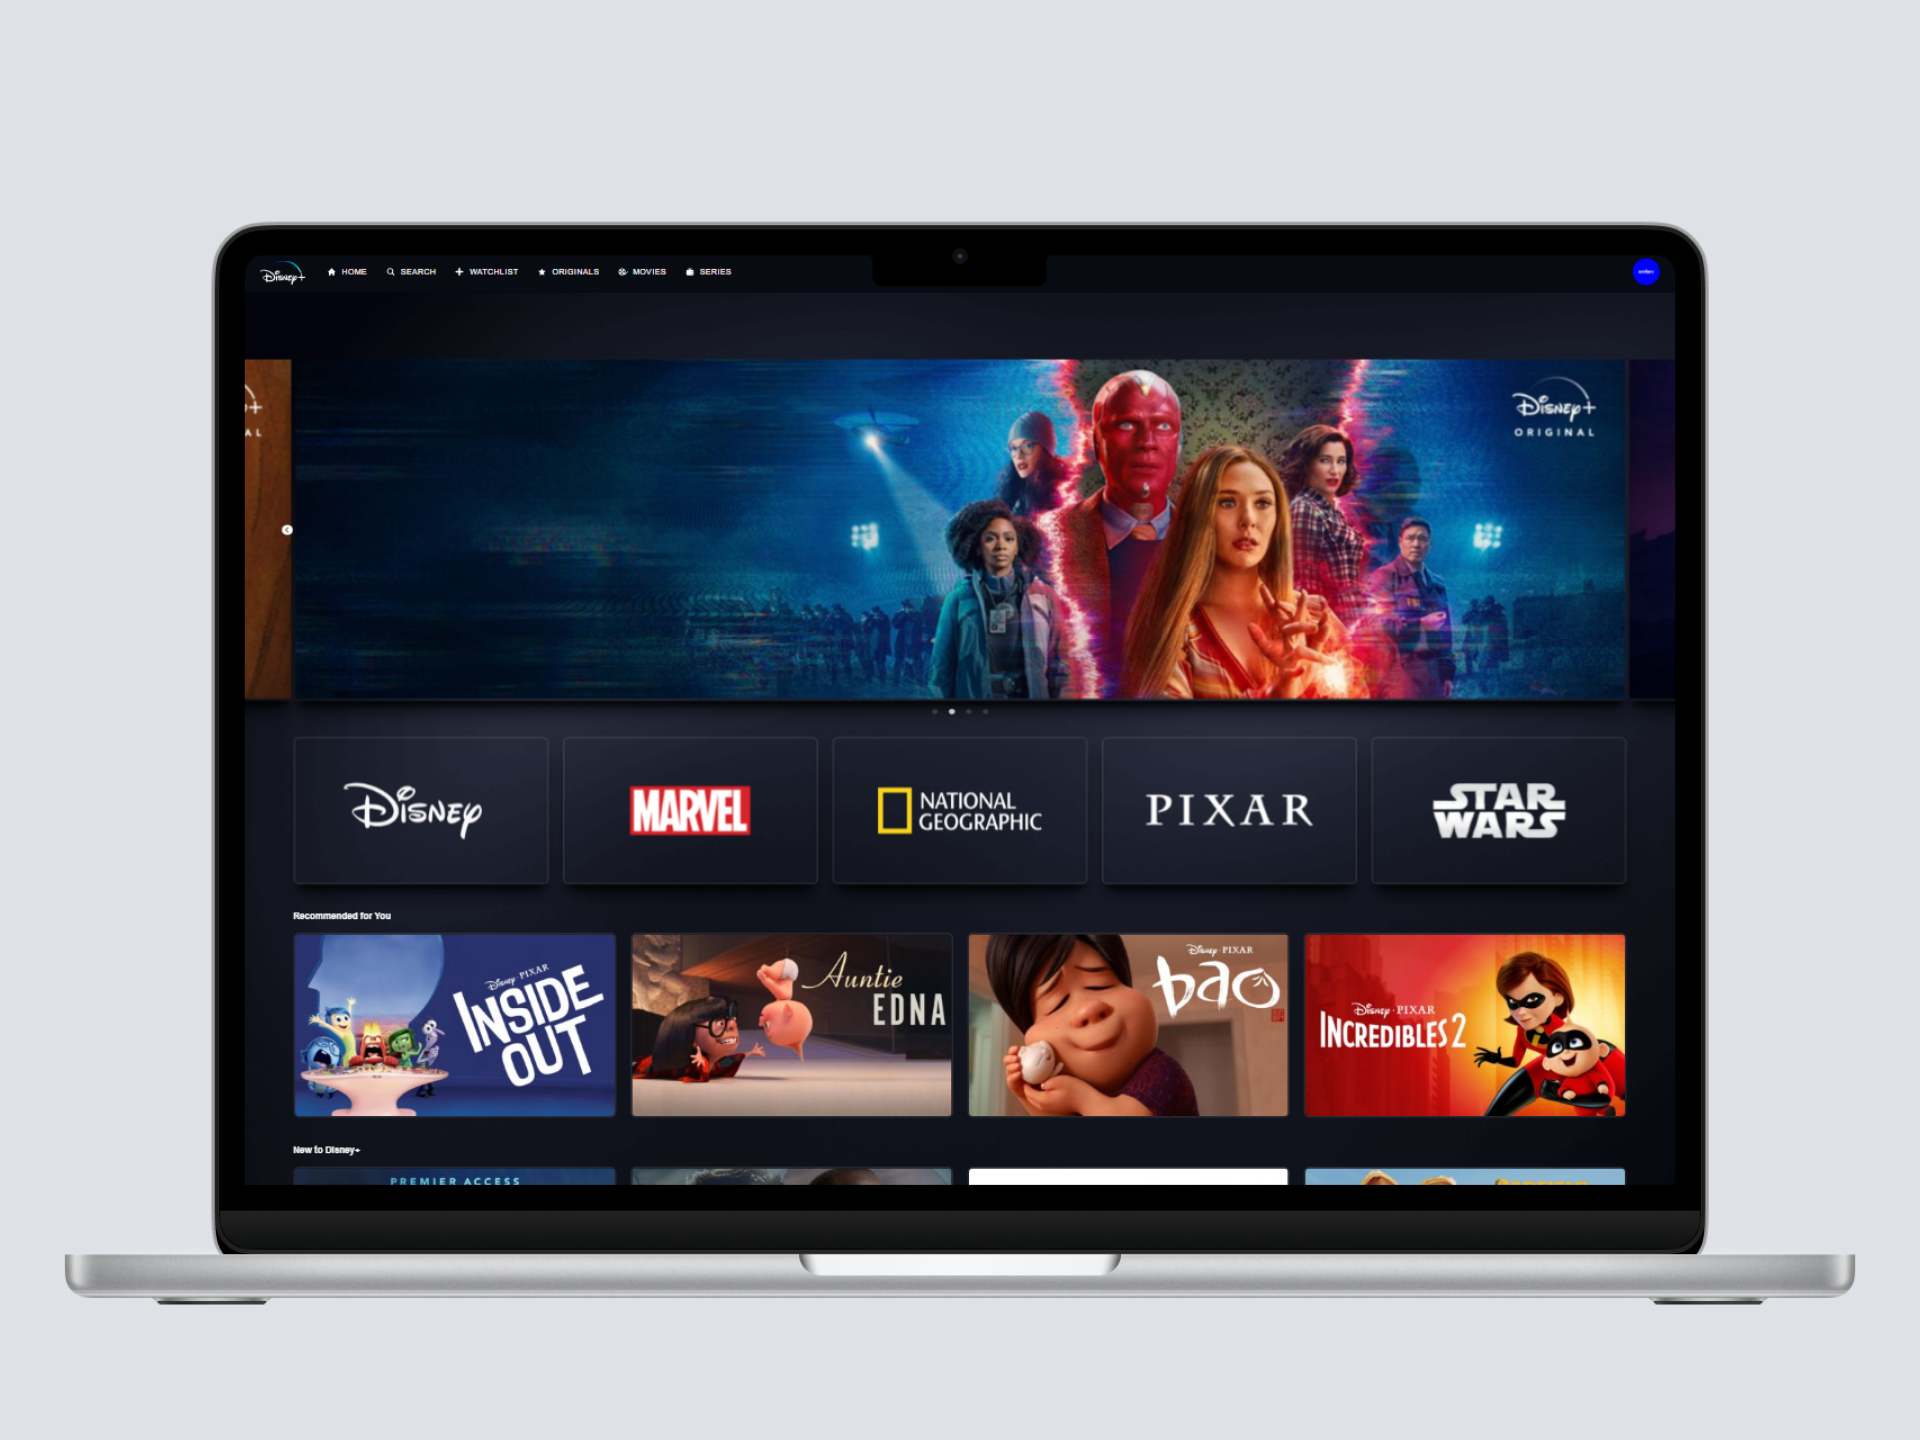 Disney+
HOME
SEARCH
WATCHLIST
ORIGINALS
MOVIES
SERIES
+
AL
Disney+
ORIGINAL
Disney
MARVEL
NATIONAL
GEOGRAPHIC
PIXAR
STAR
WARS
Recommended for You
Disney · PIXAR
INSIDE
OUT
Auntie
EDNA
Disney · PIXAR
bao
Disney · PIXAR
INCREDIBLES 2
New to Disney+
PREMIER ACCESS